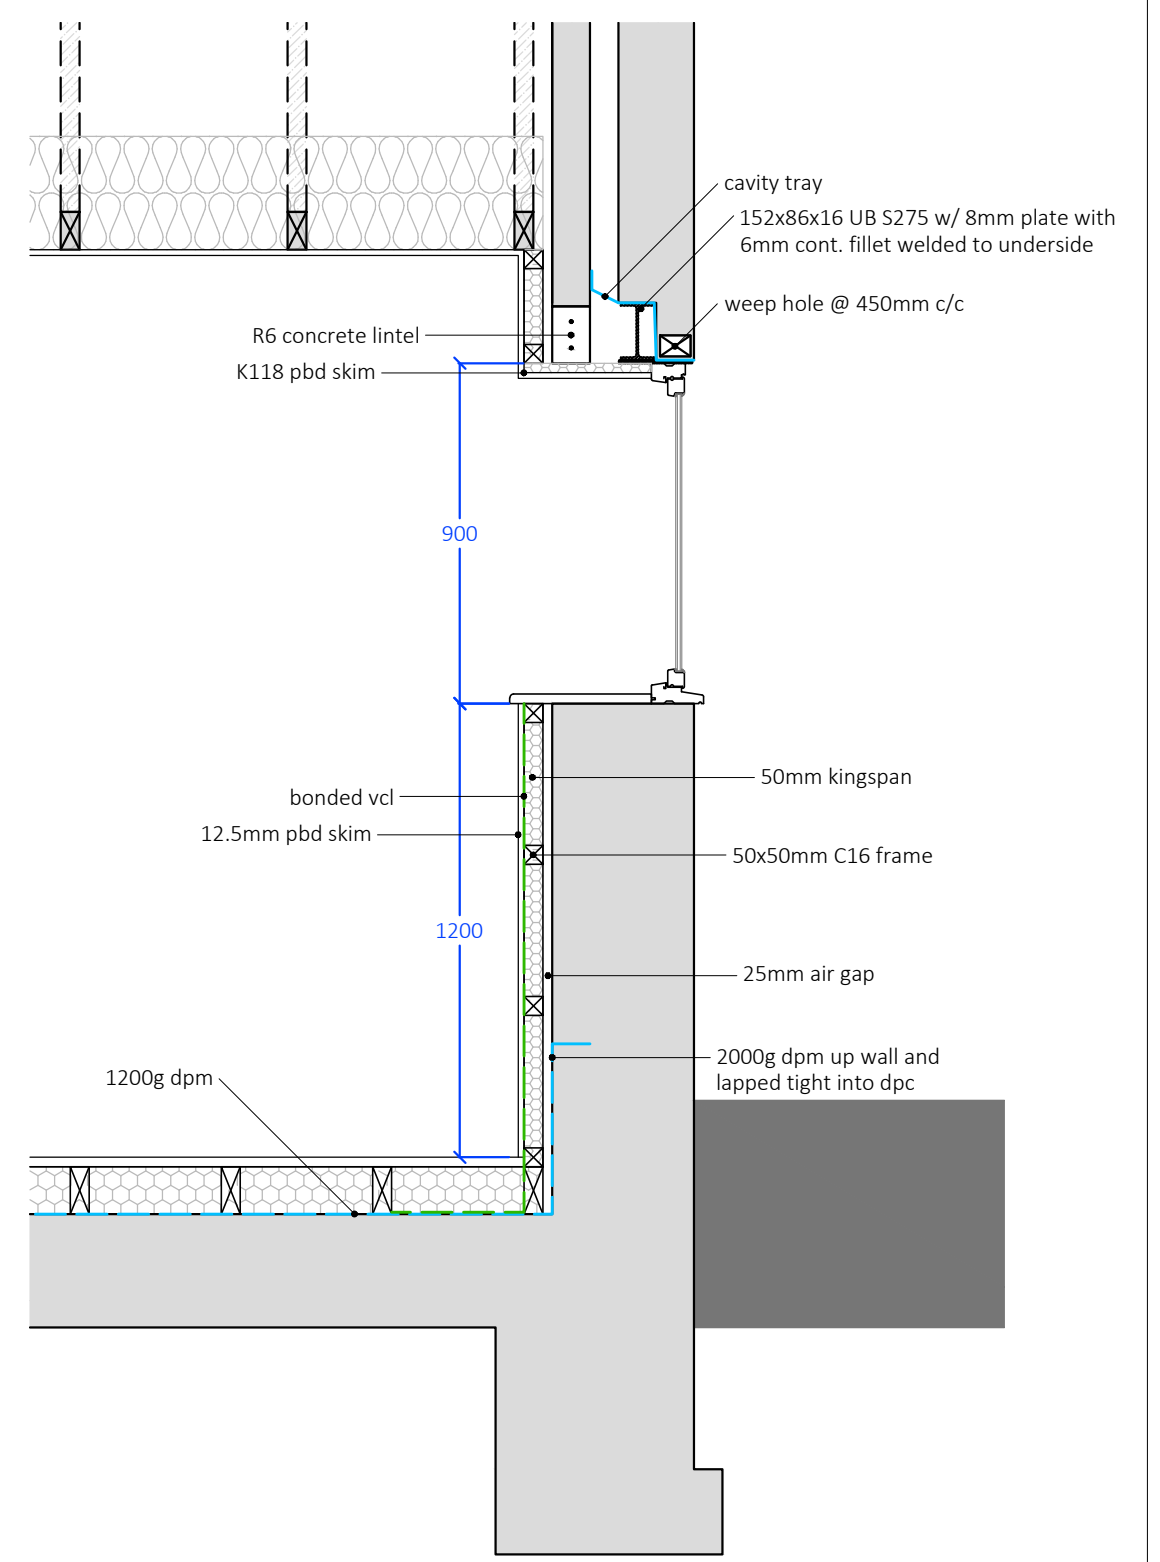 cavity tray
152x86x16 UB S275 w/ 8mm plate with
6mm cont. fillet welded to underside
weep hole @ 450mm c/c
R6 concrete lintel
K118 pbd skim
900
50mm kingspan
bonded vcl
12.5mm pbd skim
50x50mm C16 frame
1200
25mm air gap
2000g dpm up wall and
lapped tight into dpc
1200g dpm